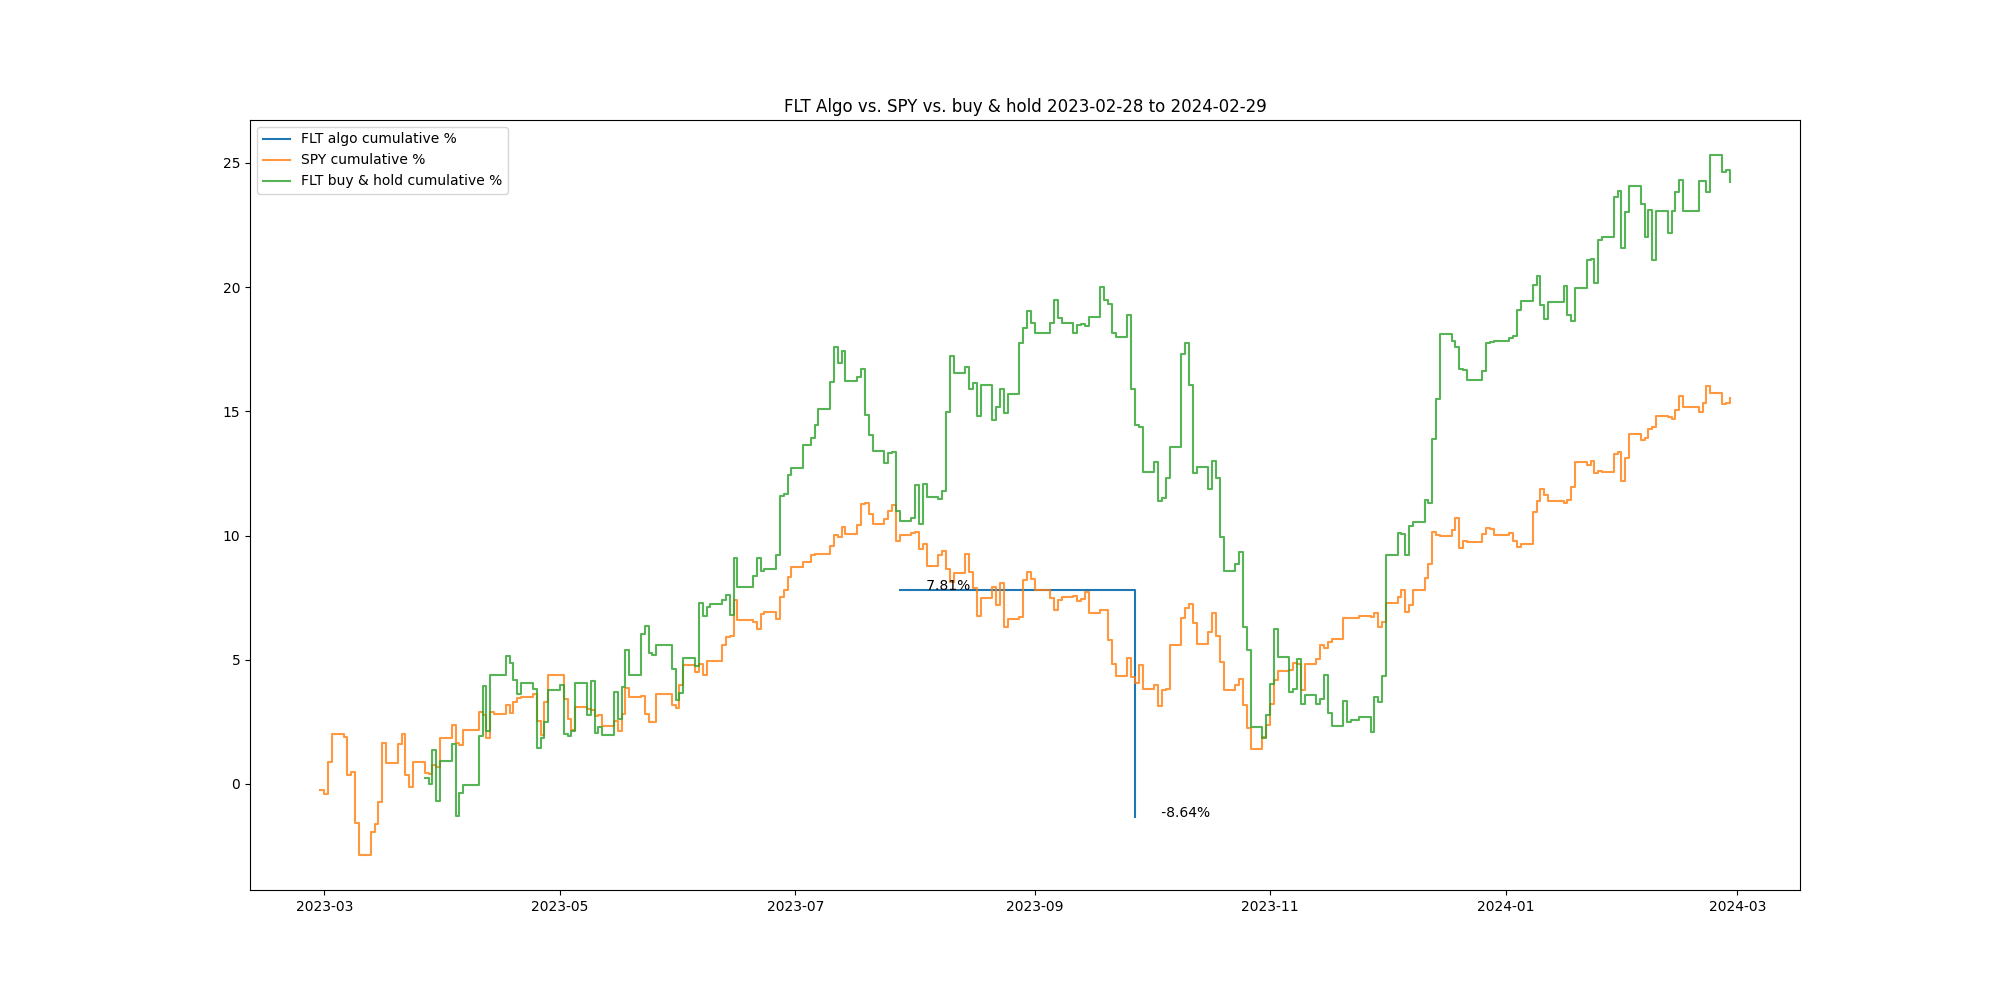 FLT Algo vs. SPY vs. buy & hold 2023-02-28 to 2024-02-29
FLT algo cumulative %
SPY cumulative %
FLT buy & hold cumulative %
25
20
15
10
5
0
7.81%
-8.64%
2023-03 2023-05 2023-07 2023-09 2023-11 2024-01 2024-03